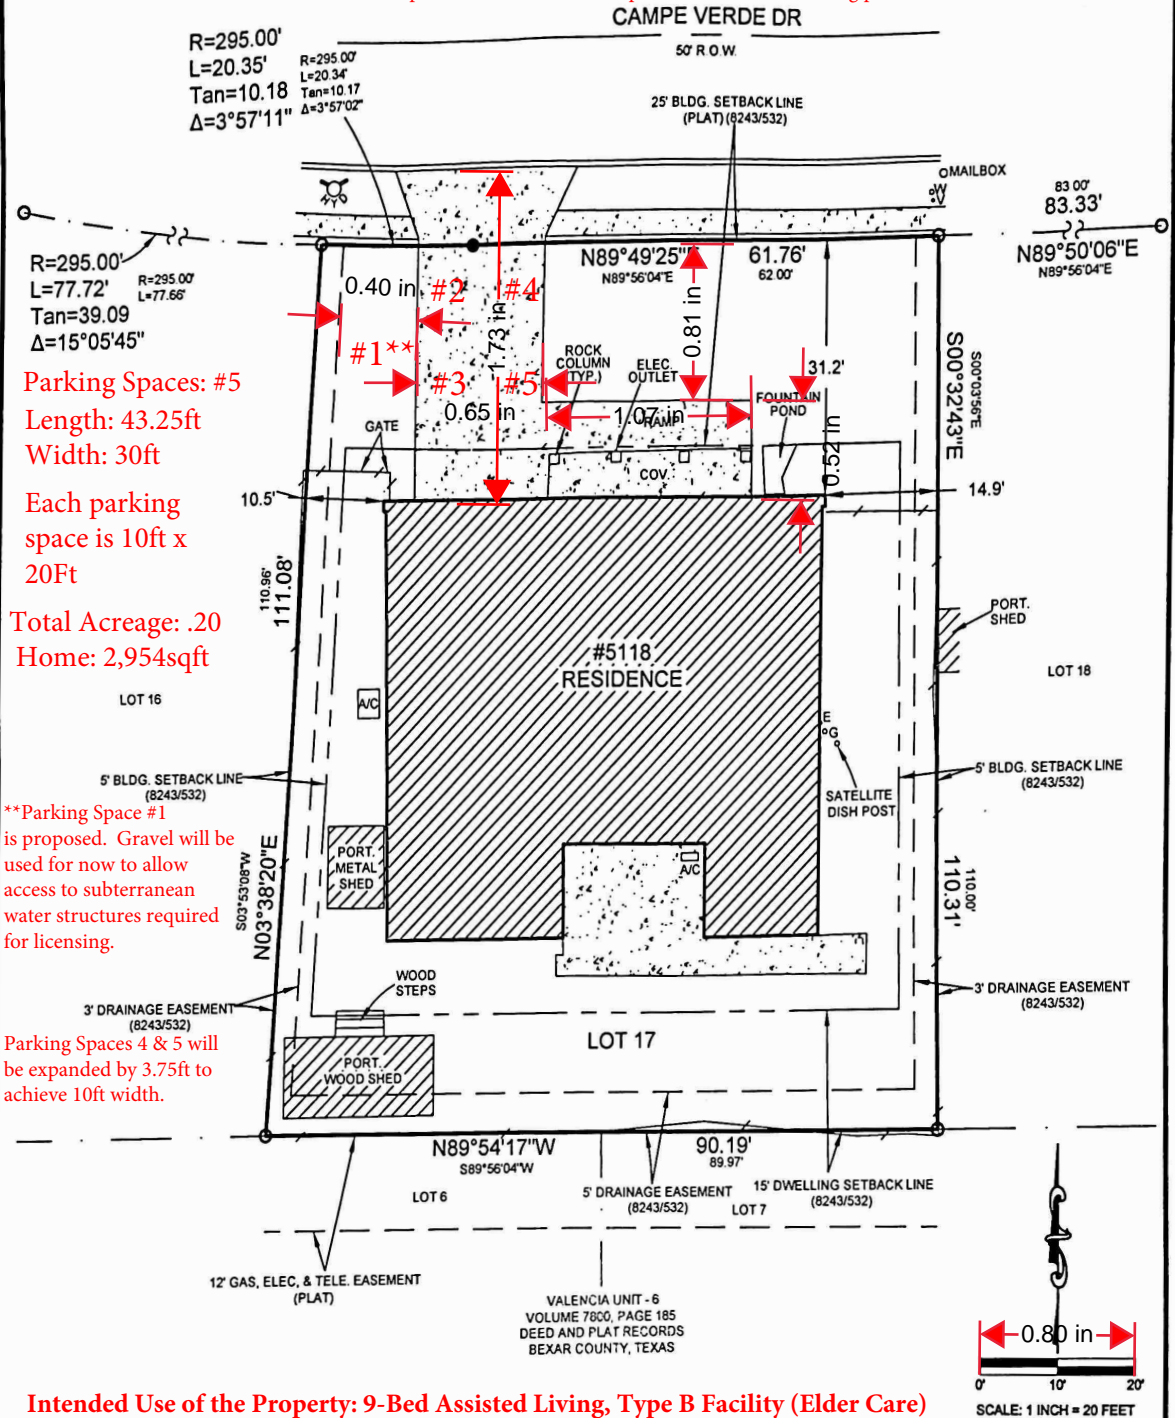 CAMPE VERDE DR
50' R.O.W.
R=295.00'
L=20.35'
Tan=10.18
Δ=3°57'11"
R=295.00'
L=20.34'
Tan=10.17
Δ=3°57'02"
25' BLDG. SETBACK LINE
(PLAT) (8243/532)
MAILBOX
W
V
83.00'
83.33'
N89°50'06"E
N89°56'04"E
R=295.00'
L=77.72'
Tan=39.09
Δ=15°05'45"
R=295.00'
L=77.66'
N89°49'25"E
61.76'
N89°56'04"E
62.00'
0.40 in
#2
#4
1.73 in
0.81 in
#1**
#3
#5
0.65 in
1.07 in
0.52 in
ROCK
COLUMN
(TYP.)
ELEC.
OUTLET
31.2'
FOUNTAIN
POND
RAMP
COV.
GATE
S00°32'43"E
S00°03'56"E
10.5'
14.9'
Parking Spaces: #5
Length: 43.25ft
Width: 30ft
Each parking
space is 10ft x
20Ft
Total Acreage: .20
Home: 2,954sqft
110.96'
111.08'
#5118
RESIDENCE
PORT.
SHED
LOT 16
LOT 18
A/C
E
G
SATELLITE
DISH POST
5' BLDG. SETBACK LINE
(8243/532)
5' BLDG. SETBACK LINE
(8243/532)
**Parking Space #1
is proposed. Gravel will be
used for now to allow
access to subterranean
water structures required
for licensing.
PORT.
METAL
SHED
A/C
S03°53'08"W
N03°38'20"E
110.00'
110.31'
WOOD
STEPS
3' DRAINAGE EASEMENT
(8243/532)
3' DRAINAGE EASEMENT
(8243/532)
Parking Spaces 4 & 5 will
be expanded by 3.75ft to
achieve 10ft width.
LOT 17
PORT.
WOOD SHED
N89°54'17"W
S89°56'04"W
90.19'
89.97'
LOT 6
5' DRAINAGE EASEMENT
(8243/532)
LOT 7
15' DWELLING SETBACK LINE
(8243/532)
12' GAS, ELEC, & TELE. EASEMENT
(PLAT)
VALENCIA UNIT - 6
VOLUME 7800, PAGE 185
DEED AND PLAT RECORDS
BEXAR COUNTY, TEXAS
0.80 in
0'
10'
20'
SCALE: 1 INCH = 20 FEET
Intended Use of the Property: 9-Bed Assisted Living, Type B Facility (Elder Care)